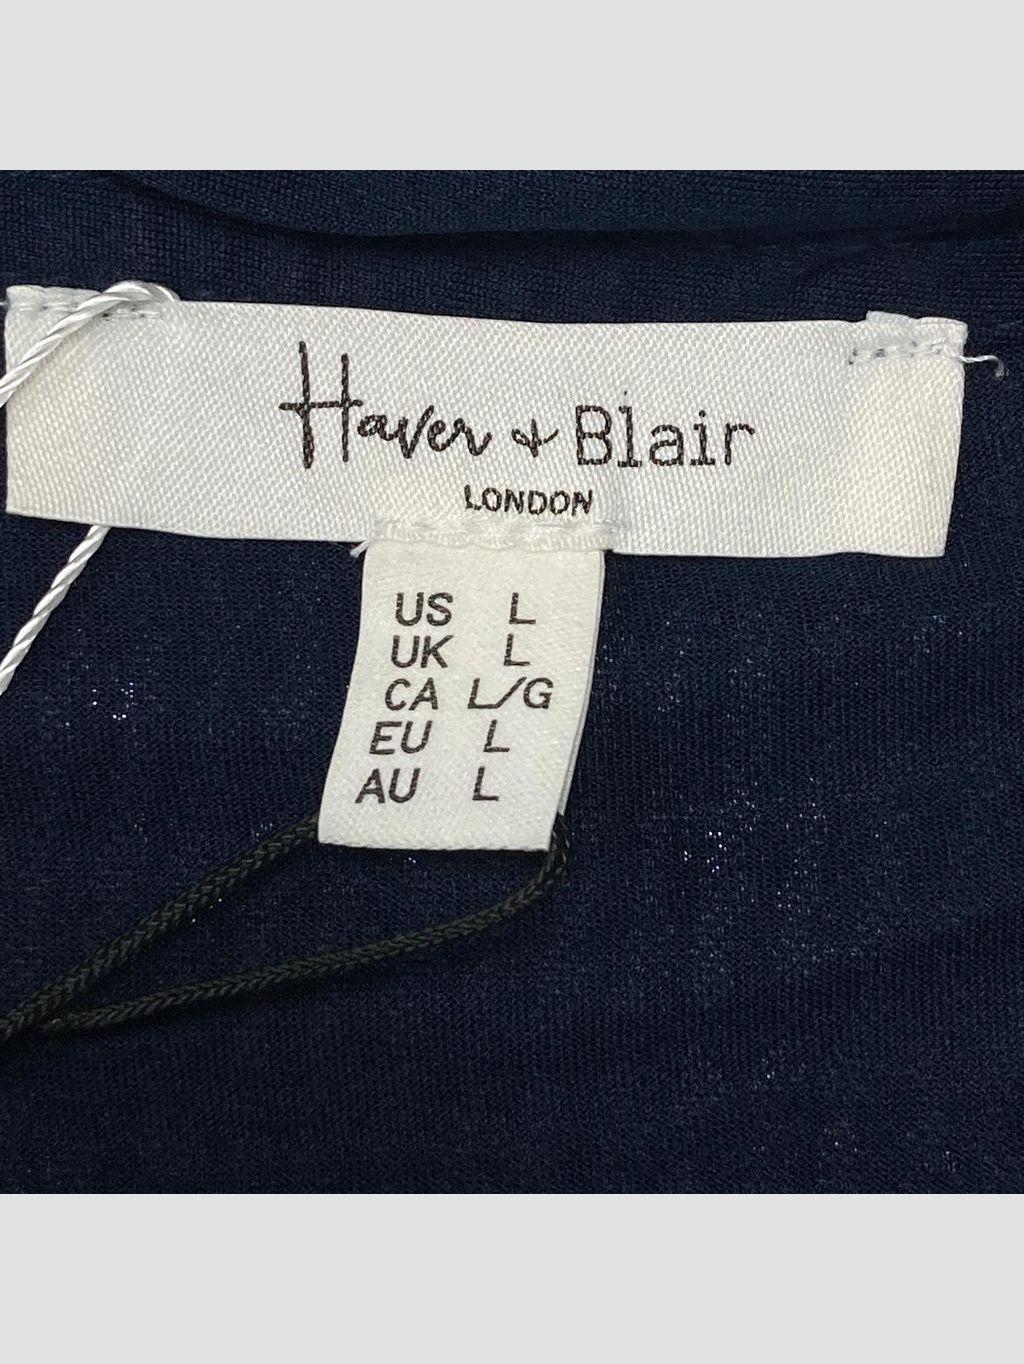 Haver + Blair
LONDON
US L
UK L
CA L/G
EU L
AU L